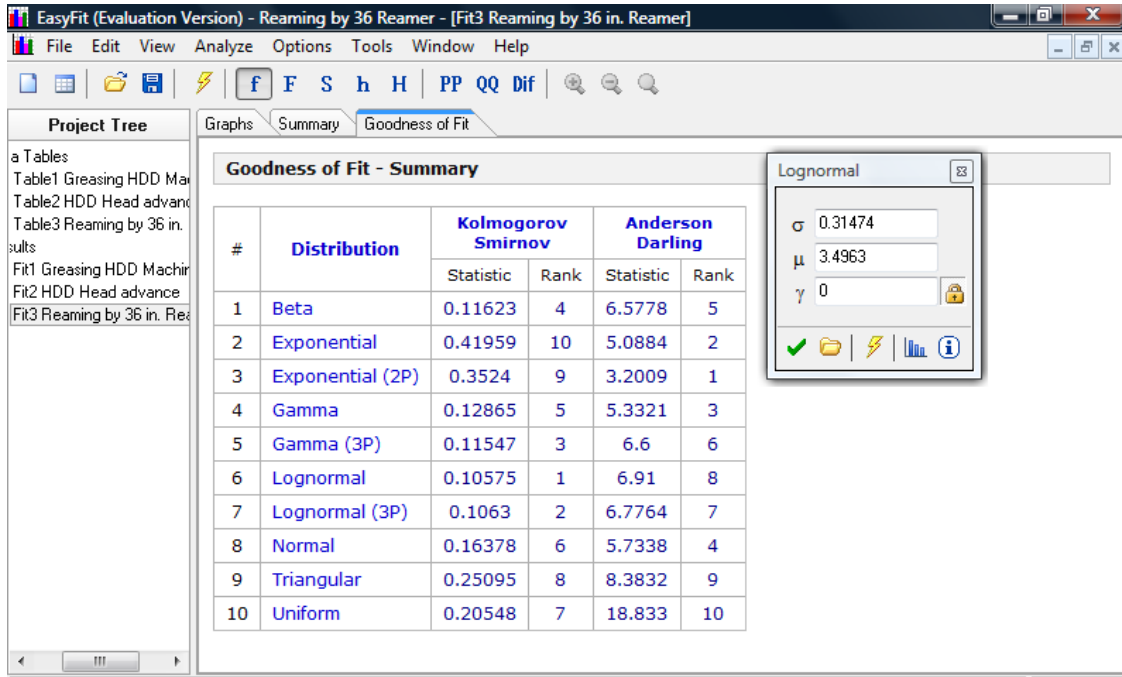 EasyFit (Evaluation Version) - Reaming by 36 Reamer - [Fit3 Reaming by 36 in. Reamer]
File Edit View Analyze Options Tools Window Help
f F S h H PP QQ Dif
Project Tree
a Tables
Table1 Greasing HDD Ma
Table2 HDD Head advan
Table3 Reaming by 36 in.
sults
Fit1 Greasing HDD Machin
Fit2 HDD Head advance
Fit3 Reaming by 36 in. Rea
Graphs Summary Goodness of Fit
Goodness of Fit - Summary
# Distribution Kolmogorov Smirnov Anderson Darling
Statistic Rank Statistic Rank
1 Beta 0.11623 4 6.5778 5
2 Exponential 0.41959 10 5.0884 2
3 Exponential (2P) 0.3524 9 3.2009 1
4 Gamma 0.12865 5 5.3321 3
5 Gamma (3P) 0.11547 3 6.6 6
6 Lognormal 0.10575 1 6.91 8
7 Lognormal (3P) 0.1063 2 6.7764 7
8 Normal 0.16378 6 5.7338 4
9 Triangular 0.25095 8 8.3832 9
10 Uniform 0.20548 7 18.833 10
Lognormal
σ 0.31474
μ 3.4963
γ 0